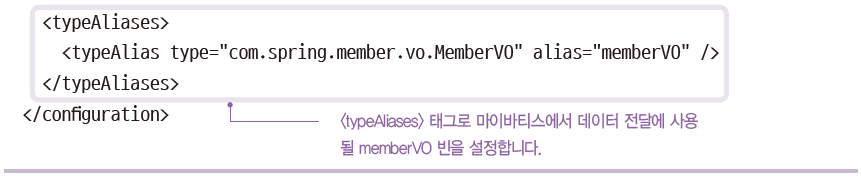 <typeAliases>
<typeAlias type="com.spring.member.vo.MemberVO" alias="memberVO" />
</typeAliases>
</configuration>
〈typeAliases〉 태그로 마이바티스에서 데이터 전달에 사용
될 memberVO 빈을 설정합니다.